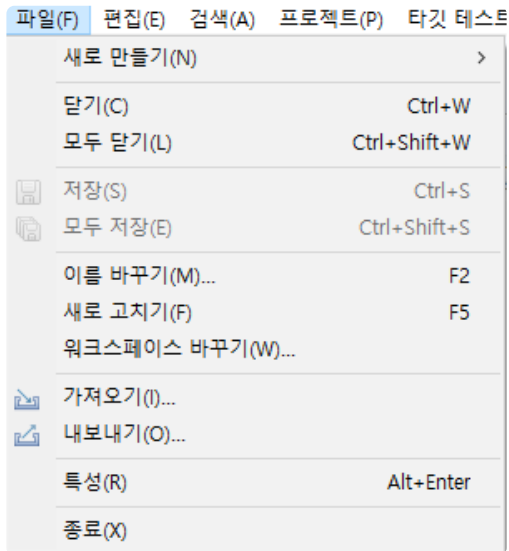 파일(F) 편집(E) 검색(A) 프로젝트(P) 타깃 테스트
새로 만들기(N) >
닫기(C) Ctrl+W
모두 닫기(L) Ctrl+Shift+W
저장(S) Ctrl+S
모두 저장(E) Ctrl+Shift+S
이름 바꾸기(M)... F2
새로 고치기(F) F5
워크스페이스 바꾸기(W)...
가져오기(I)...
내보내기(O)...
특성(R) Alt+Enter
종료(X)